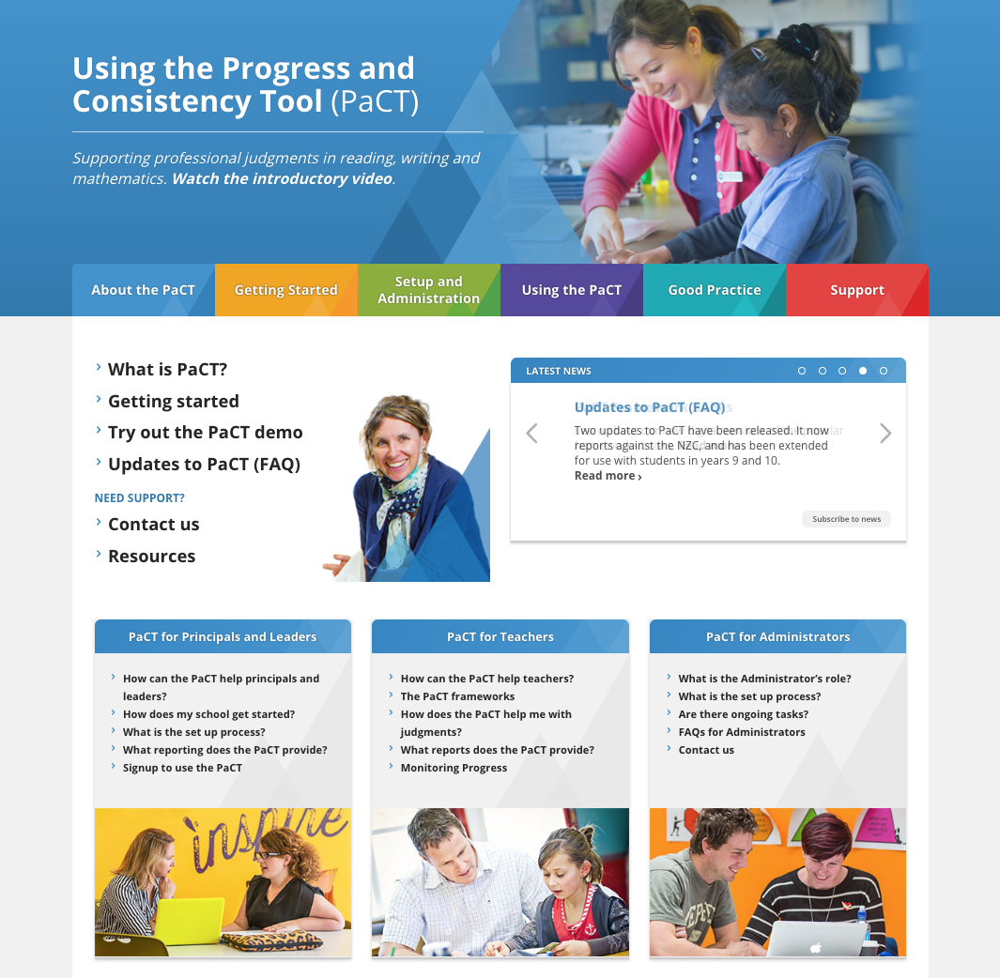 Using the Progress and
Consistency Tool (PaCT)
Supporting professional judgments in reading, writing and
mathematics. Watch the introductory video.
About the PaCT
Getting Started
Setup and
Administration
Using the PaCT
Good Practice
Support
What is PaCT?
Getting started
Try out the PaCT demo
Updates to PaCT (FAQ)
NEED SUPPORT?
Contact us
Resources
LATEST NEWS
Updates to PaCT (FAQ)
Two updates to PaCT have been released. It now
reports against the NZC, and has been extended
for use with students in years 9 and 10.
Read more ›
Subscribe to news
PaCT for Principals and Leaders
How can the PaCT help principals and
leaders?
How does my school get started?
What is the set up process?
What reporting does the PaCT provide?
Signup to use the PaCT
inspire
PaCT for Teachers
How can the PaCT help teachers?
The PaCT frameworks
How does the PaCT help me with
judgments?
What reports does the PaCT provide?
Monitoring Progress
PaCT for Administrators
What is the Administrator’s role?
What is the set up process?
Are there ongoing tasks?
FAQs for Administrators
Contact us